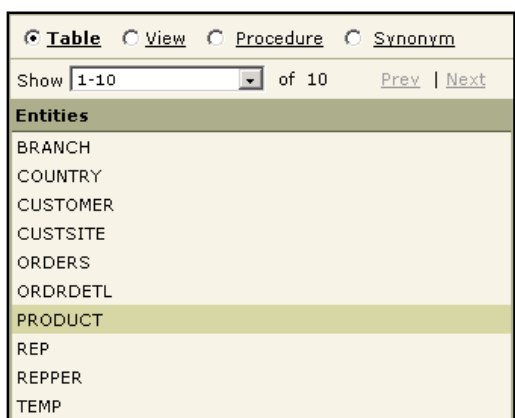 Table View Procedure Synonym
Show 1-10 of 10 Prev | Next
Entities
BRANCH
COUNTRY
CUSTOMER
CUSTSITE
ORDERS
ORDRDETL
PRODUCT
REP
REPPER
TEMP